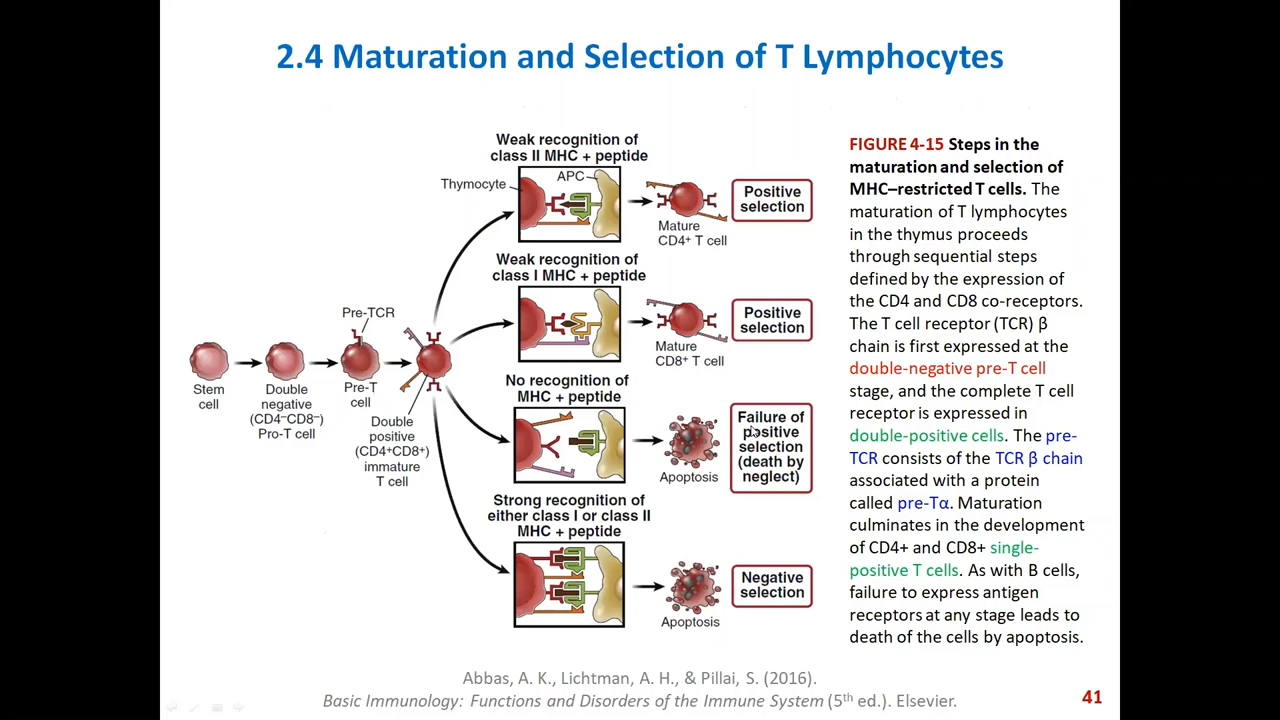 2.4 Maturation and Selection of T Lymphocytes
Weak recognition of
class II MHC + peptide
Thymocyte
APC
Mature
CD4⁺ T cell
Positive
selection
Weak recognition of
class I MHC + peptide
Mature
CD8⁺ T cell
Positive
selection
Pre-TCR
Stem
cell
Double
negative
(CD4⁻CD8⁻)
Pro-T cell
Pre-T
cell
Double
positive
(CD4⁺CD8⁺)
immature
T cell
No recognition of
MHC + peptide
Apoptosis
Failure of
positive
selection
(death by
neglect)
Strong recognition of
either class I or class II
MHC + peptide
Apoptosis
Negative
selection
FIGURE 4-15 Steps in the
maturation and selection of
MHC–restricted T cells. The
maturation of T lymphocytes
in the thymus proceeds
through sequential steps
defined by the expression of
the CD4 and CD8 co-receptors.
The T cell receptor (TCR) β
chain is first expressed at the
double-negative pre-T cell
stage, and the complete T cell
receptor is expressed in
double-positive cells. The pre-
TCR consists of the TCR β chain
associated with a protein
called pre-Tα. Maturation
culminates in the development
of CD4+ and CD8+ single-
positive T cells. As with B cells,
failure to express antigen
receptors at any stage leads to
death of the cells by apoptosis.
Abbas, A. K., Lichtman, A. H., & Pillai, S. (2016).
Basic Immunology: Functions and Disorders of the Immune System (5th ed.). Elsevier.
41